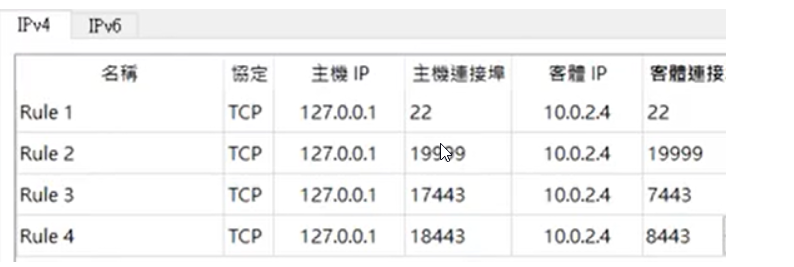 IPv4 IPv6
名稱 協定 主機 IP 主機連接埠 客體 IP 客體連接
Rule 1 TCP 127.0.0.1 22 10.0.2.4 22
Rule 2 TCP 127.0.0.1 19999 10.0.2.4 19999
Rule 3 TCP 127.0.0.1 17443 10.0.2.4 7443
Rule 4 TCP 127.0.0.1 18443 10.0.2.4 8443